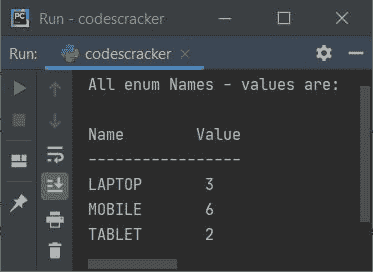 PC Run - codescracker
Run: codescracker
All enum Names - values are:
Name Value
-----------------
LAPTOP 3
MOBILE 6
TABLET 2